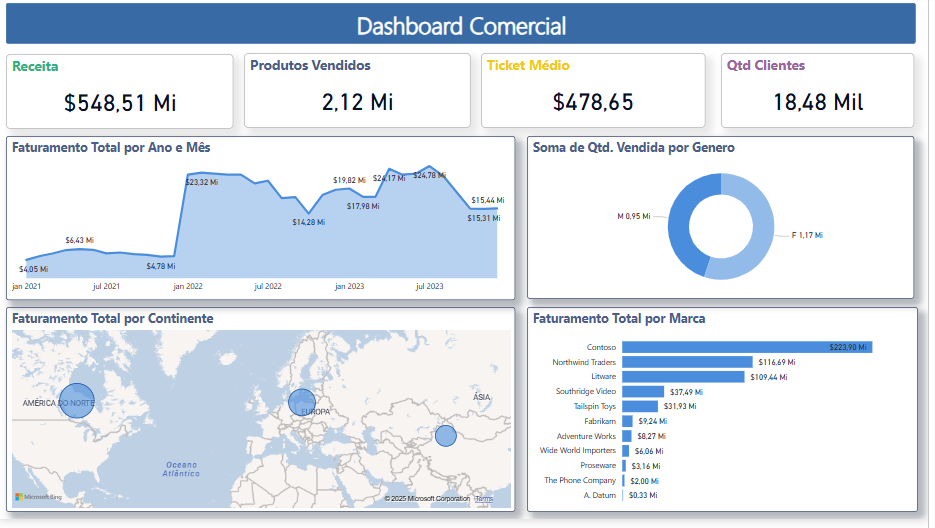 Dashboard Comercial
Receita
$548,51 Mi
Produtos Vendidos
2,12 Mi
Ticket Médio
$478,65
Qtd Clientes
18,48 Mil
Faturamento Total por Ano e Mês
$4,05 Mi
$6,43 Mi
$4,78 Mi
$23,32 Mi
$14,28 Mi
$19,82 Mi
$17,98 Mi
$24,17 Mi
$24,78 Mi
$15,44 Mi
$15,31 Mi
jan 2021
jul 2021
jan 2022
jul 2022
jan 2023
jul 2023
Soma de Qtd. Vendida por Genero
M 0,95 Mi
F 1,17 Mi
Faturamento Total por Continente
AMÉRICA DO NORTE
EUROPA
ÁSIA
Oceano
Atlântico
Microsoft Bing
© 2025 Microsoft Corporation Terms
Faturamento Total por Marca
Contoso $223,90 Mi
Northwind Traders $116,69 Mi
Litware $109,44 Mi
Southridge Video $37,49 Mi
Tailspin Toys $31,93 Mi
Fabrikam $9,24 Mi
Adventure Works $8,27 Mi
Wide World Importers $6,06 Mi
Proseware $3,16 Mi
The Phone Company $2,00 Mi
A. Datum $0,33 Mi